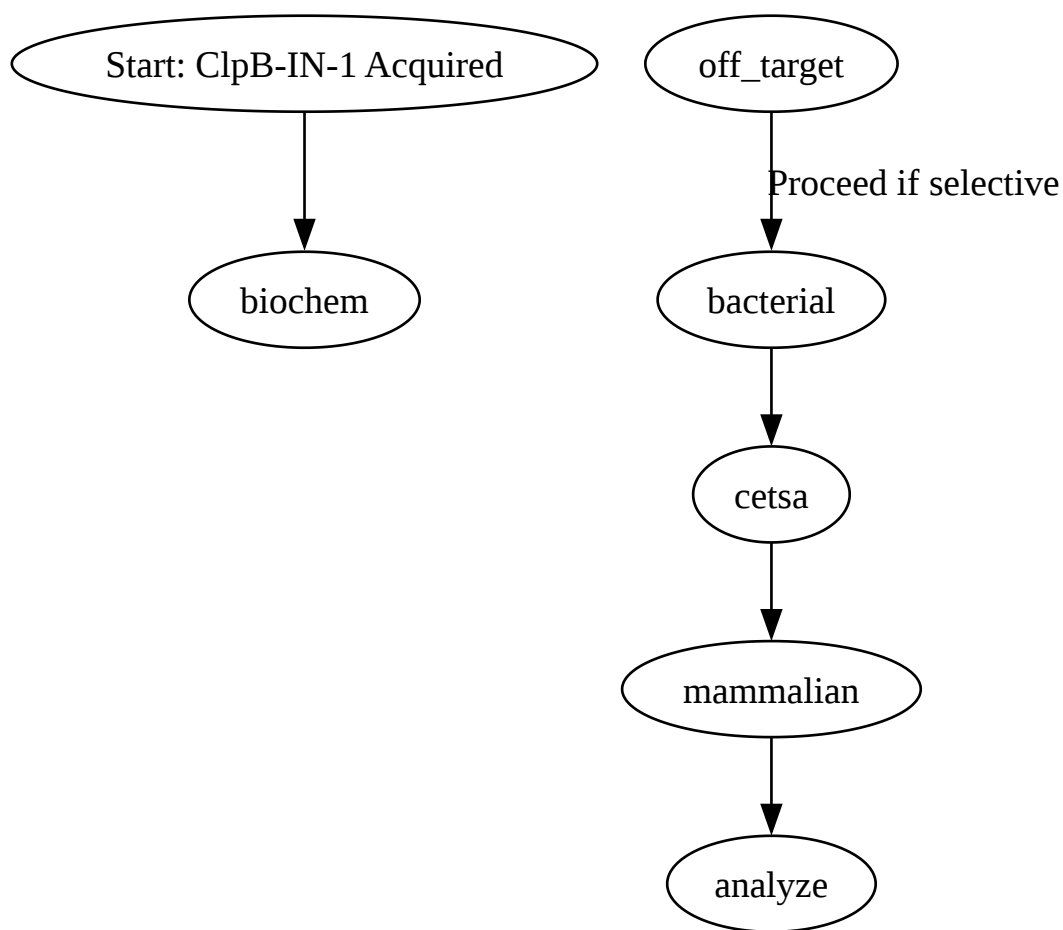 Start: ClpB-IN-1 Acquired
off_target
Proceed if selective
biochem
bacterial
cetsa
mammalian
analyze